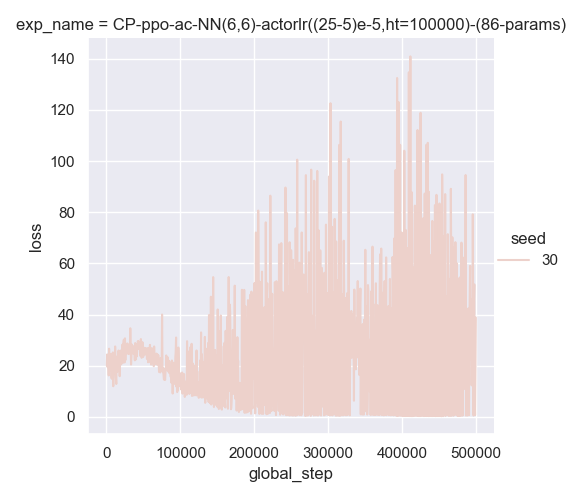 exp_name = CP-ppo-ac-NN(6,6)-actorlr((25-5)e-5,ht=100000)-(86-params)
140
120
100
80
60
40
20
0
loss
0 100000 200000 300000 400000 500000
global_step
seed
30